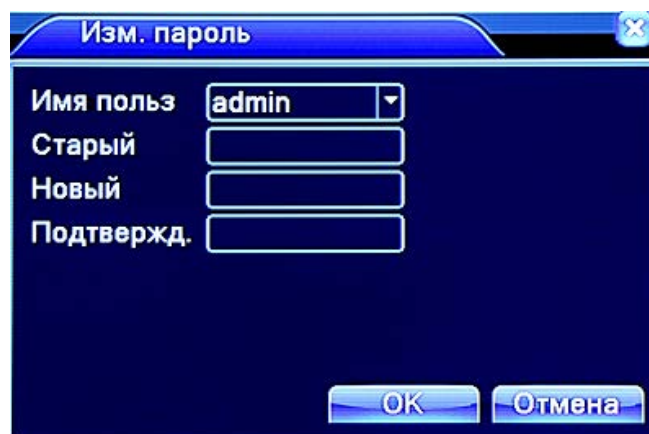 Изм. пароль
Имя польз admin
Старый
Новый
Подтвержд.
OK Отмена